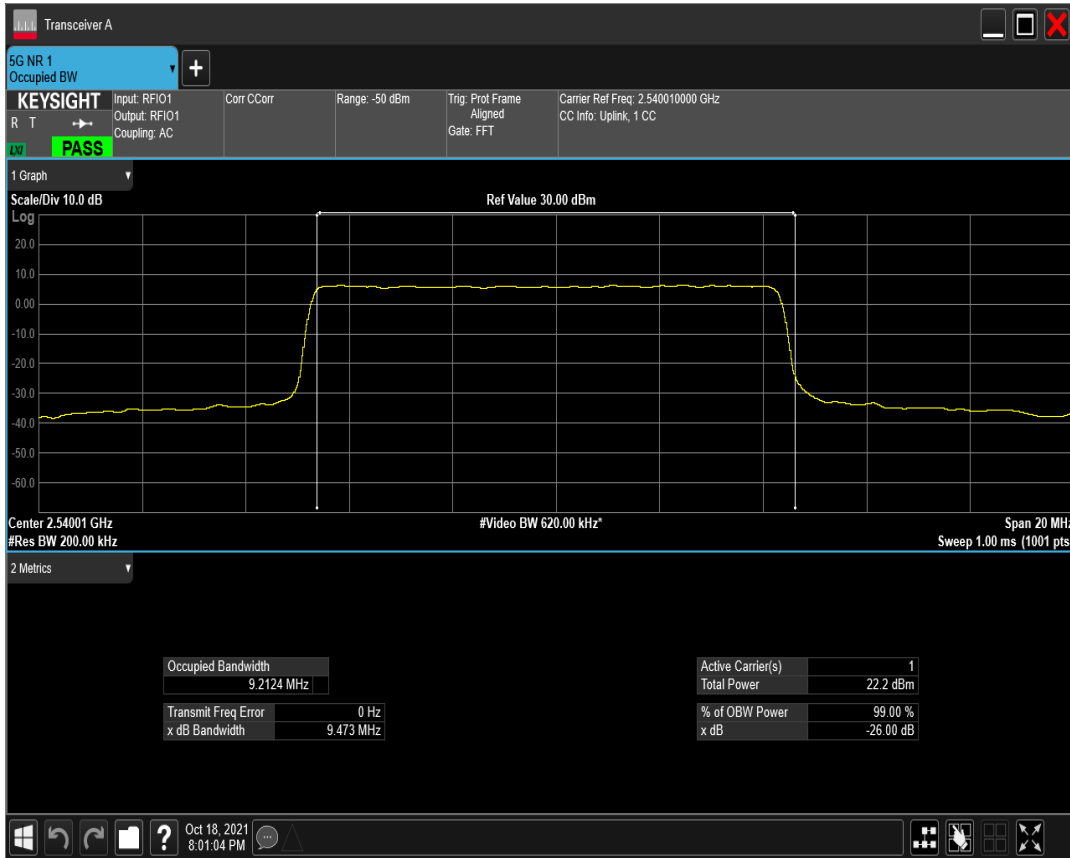 Transceiver A
5G NR 1
Occupied BW
KEYSIGHT
Input: RFIO1
R T
Output: RFIO1
Coupling: AC
LXI
PASS
Corr CCorr
Range: -50 dBm
Trig: Prot Frame
Aligned
Gate: FFT
Carrier Ref Freq: 2.540010000 GHz
CC Info: Uplink, 1 CC
1 Graph
Scale/Div 10.0 dB
Ref Value 30.00 dBm
Log
20.0
10.0
0.00
-10.0
-20.0
-30.0
-40.0
-50.0
-60.0
Center 2.54001 GHz
#Video BW 620.00 kHz*
Span 20 MHz
#Res BW 200.00 kHz
Sweep 1.00 ms (1001 pts
2 Metrics
Occupied Bandwidth
9.2124 MHz
Transmit Freq Error 0 Hz
x dB Bandwidth 9.473 MHz
Active Carrier(s) 1
Total Power 22.2 dBm
% of OBW Power 99.00 %
x dB -26.00 dB
?
Oct 18, 2021
8:01:04 PM